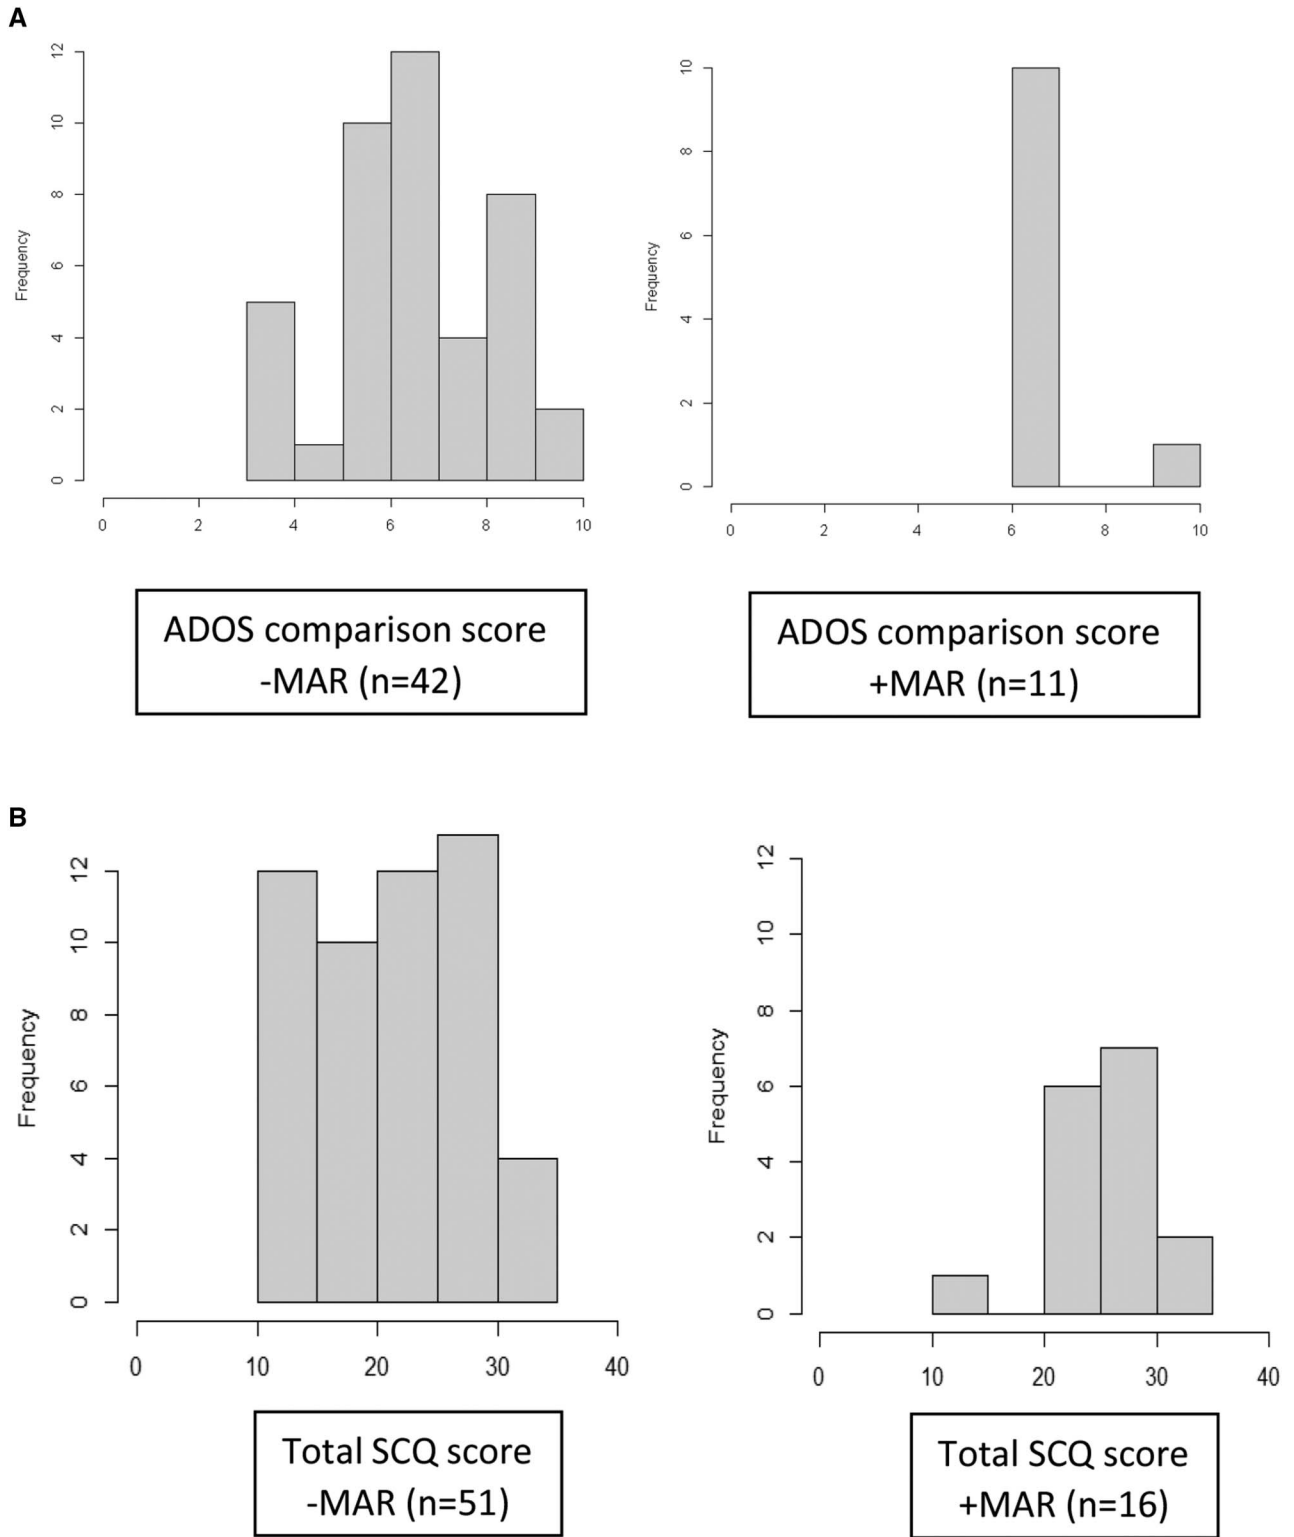 A
Frequency
0 2 4 6 8 10 12
0 2 4 6 8 10
ADOS comparison score
-MAR (n=42)
Frequency
0 2 4 6 8 10
0 2 4 6 8 10
ADOS comparison score
+MAR (n=11)
B
Frequency
0 2 4 6 8 10 12
0 10 20 30 40
Total SCQ score
-MAR (n=51)
Frequency
0 2 4 6 8 10 12
0 10 20 30 40
Total SCQ score
+MAR (n=16)